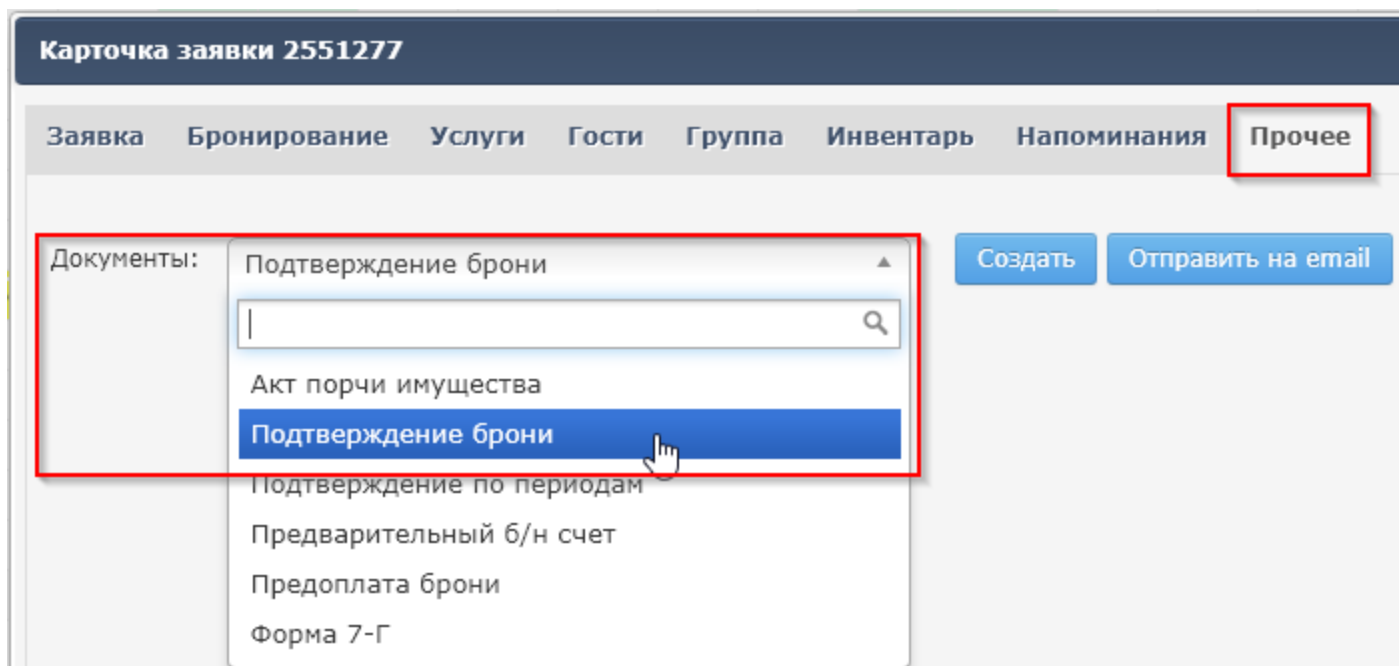 Карточка заявки 2551277
Заявка Бронирование Услуги Гости Группа Инвентарь Напоминания Прочее
Документы: Подтверждение брони Создать Отправить на email
Акт порчи имущества
Подтверждение брони
Подтверждение по периодам
Предварительный б/н счет
Предоплата брони
Форма 7-Г